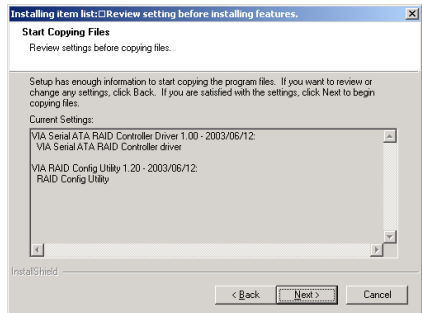 Installing item list:□Review setting before installing features.
Start Copying Files
Review settings before copying files.
Setup has enough information to start copying the program files. If you want to review or
change any settings, click Back. If you are satisfied with the settings, click Next to begin
copying files.
Current Settings:
VIA Serial ATA RAID Controller Driver 1.00 - 2003/06/12:
VIA Serial ATA RAID Controller driver
VIA RAID Config Utility 1.20 - 2003/06/12:
RAID Config Utility
InstallShield
< Back
Next >
Cancel